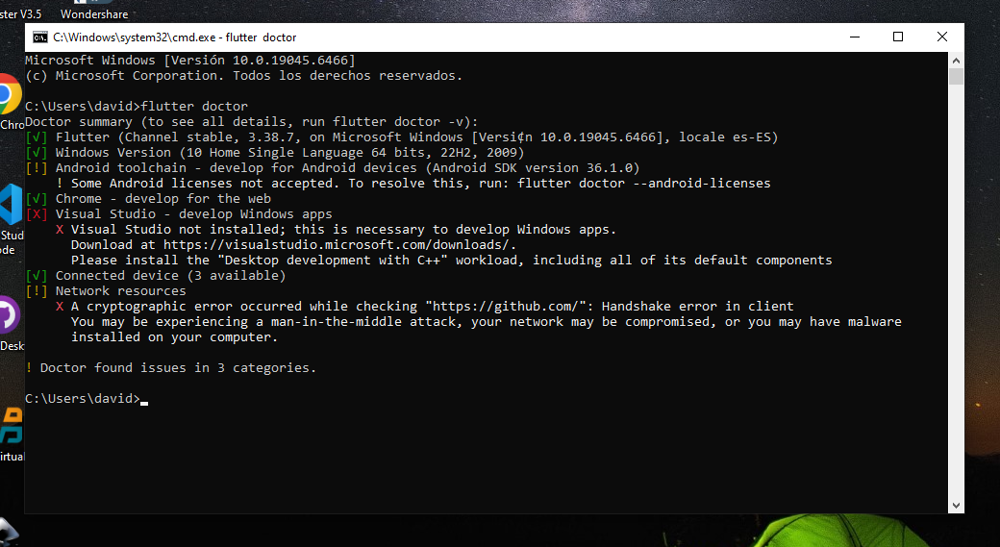 ster V3.5
Wondershare
C:\Windows\system32\cmd.exe - flutter doctor
Microsoft Windows [Versión 10.0.19045.6466]
(c) Microsoft Corporation. Todos los derechos reservados.
C:\Users\david>flutter doctor
Doctor summary (to see all details, run flutter doctor -v):
[√] Flutter (Channel stable, 3.38.7, on Microsoft Windows [Versi¢n 10.0.19045.6466], locale es-ES)
[√] Windows Version (10 Home Single Language 64 bits, 22H2, 2009)
[!] Android toolchain - develop for Android devices (Android SDK version 36.1.0)
! Some Android licenses not accepted. To resolve this, run: flutter doctor --android-licenses
[√] Chrome - develop for the web
[X] Visual Studio - develop Windows apps
X Visual Studio not installed; this is necessary to develop Windows apps.
Download at https://visualstudio.microsoft.com/downloads/.
Please install the "Desktop development with C++" workload, including all of its default components
[√] Connected device (3 available)
[!] Network resources
X A cryptographic error occurred while checking "https://github.com/": Handshake error in client
You may be experiencing a man-in-the-middle attack, your network may be compromised, or you may have malware
installed on your computer.
! Doctor found issues in 3 categories.
C:\Users\david>
Chro
Stud
ode
Desk
irtual